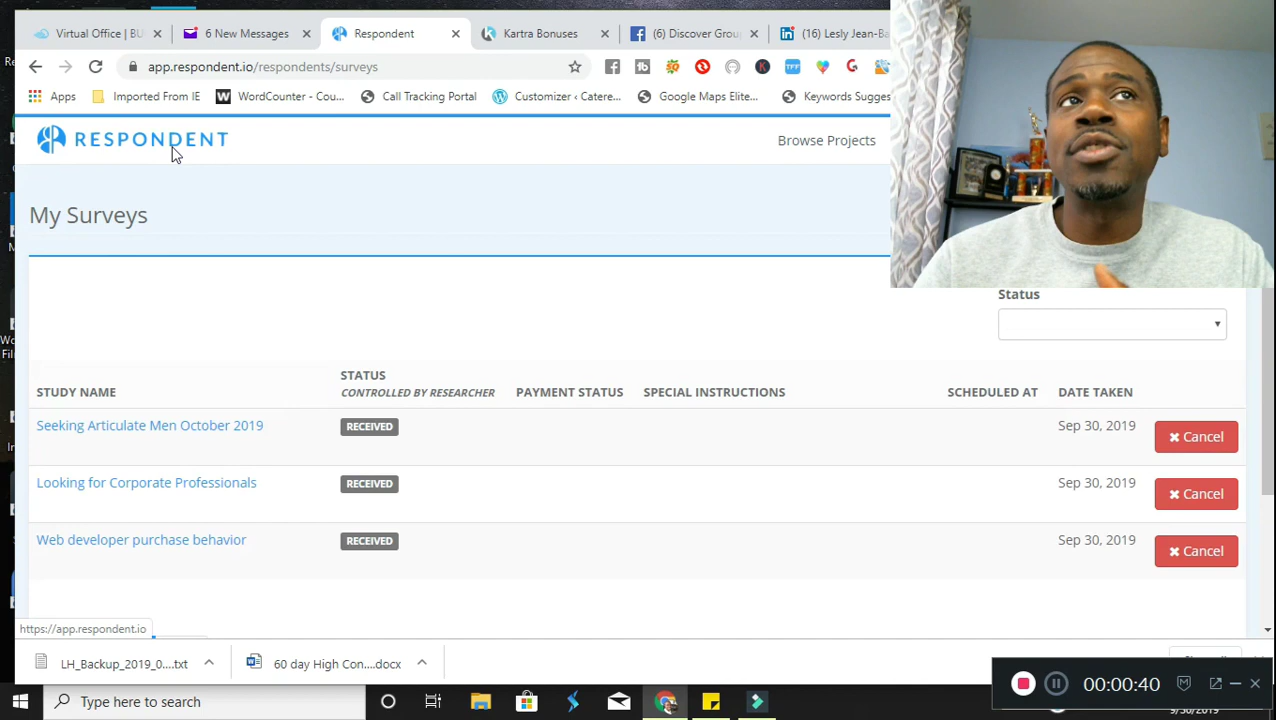 Virtual Office | BU
6 New Messages
Respondent
Kartra Bonuses
(6) Discover Grou
(16) Lesly Jean-Ba
app.respondent.io/respondents/surveys
Apps
Imported From IE
WordCounter - Cou...
Call Tracking Portal
Customizer ‹ Catere...
Google Maps Elite...
Keywords Sugges
RESPONDENT
Browse Projects
My Surveys
Status
STUDY NAME
STATUS
CONTROLLED BY RESEARCHER
PAYMENT STATUS
SPECIAL INSTRUCTIONS
SCHEDULED AT
DATE TAKEN
Seeking Articulate Men October 2019
RECEIVED
Sep 30, 2019
Cancel
Looking for Corporate Professionals
RECEIVED
Sep 30, 2019
Cancel
Web developer purchase behavior
RECEIVED
Sep 30, 2019
Cancel
https://app.respondent.io
LH_Backup_2019_0....txt
60 day High Con....docx
00:00:40
Type here to search
9/30/2019